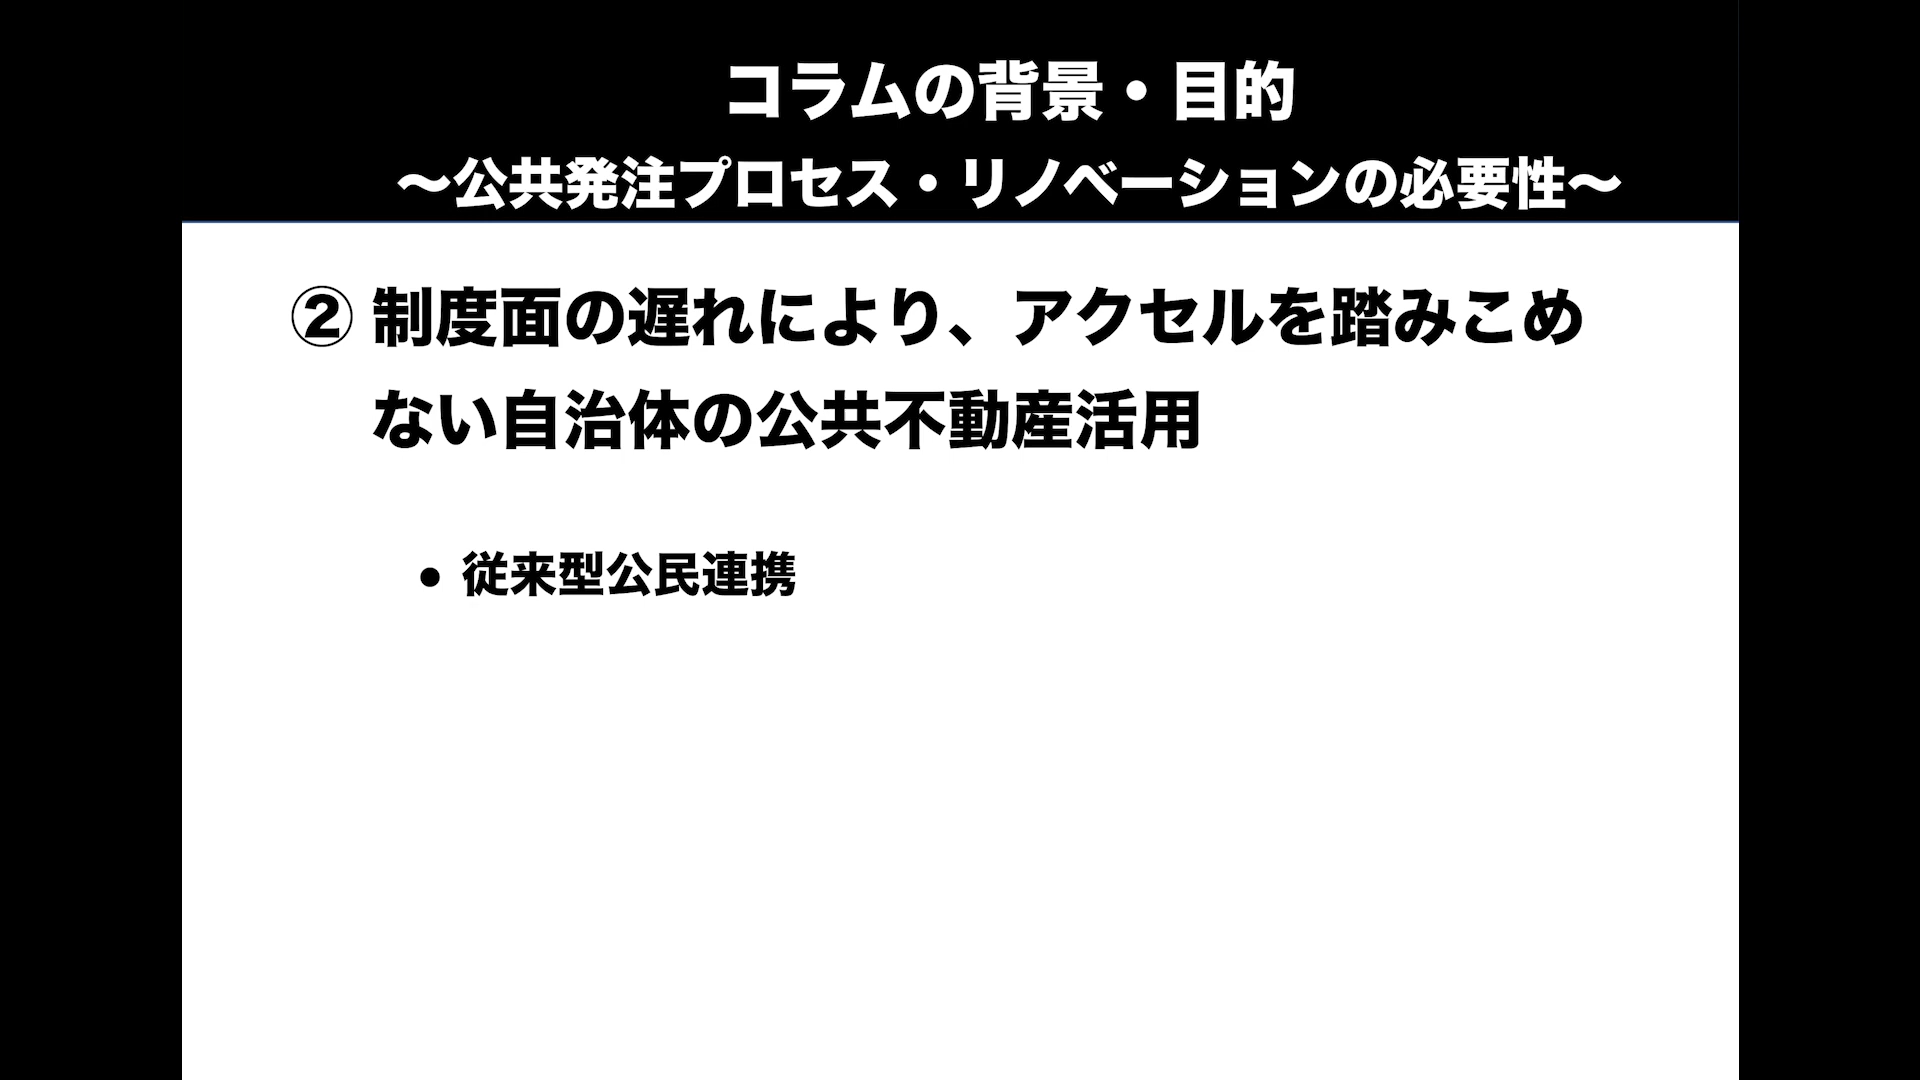 コラムの背景・目的
〜公共発注プロセス・リノベーションの必要性〜
② 制度面の遅れにより、アクセルを踏みこめ
ない自治体の公共不動産活用
• 従来型公民連携